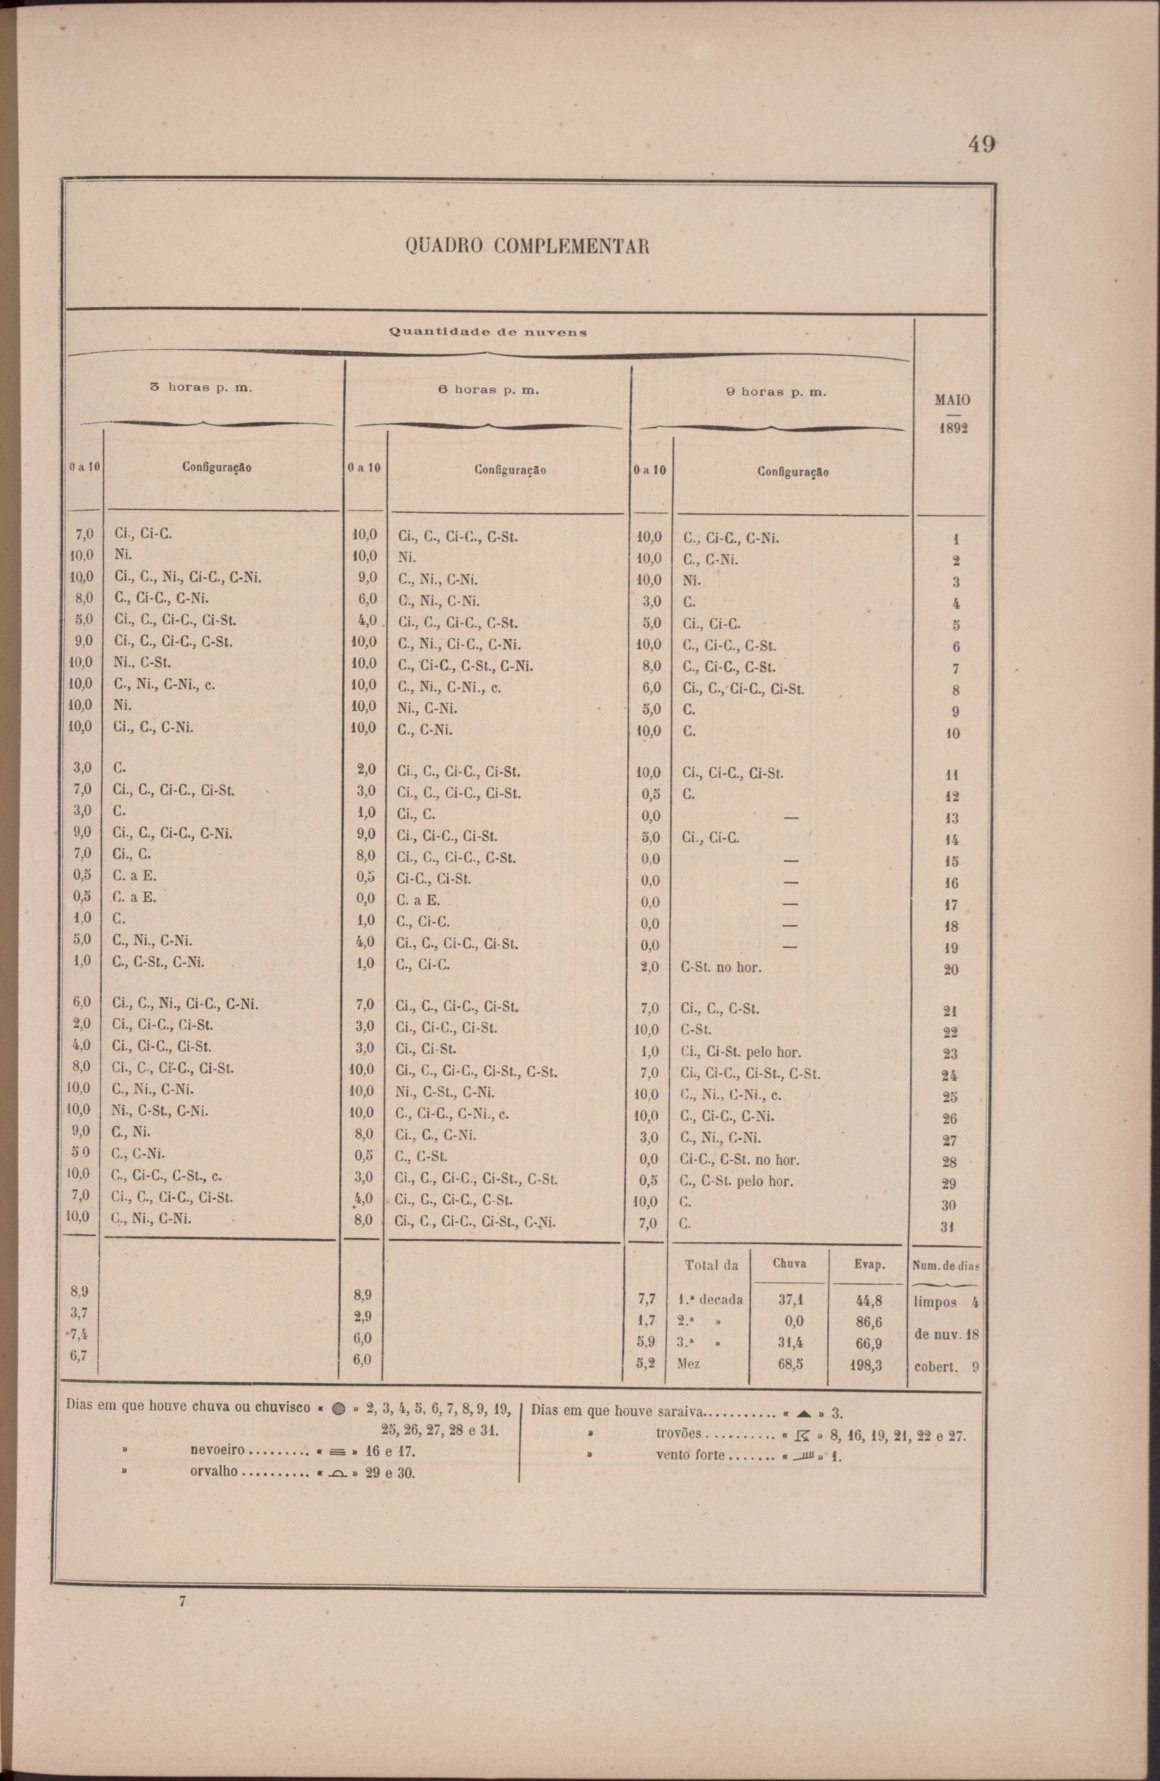 49
QUADRO COMPLEMENTAR
Quantidade de nuvens
3 horas p. m. 6 horas p. m. 9 horas p. m. MAIO
1892
0 a 10 Configuração 0 a 10 Configuração 0 a 10 Configuração
7,0 Ci., Ci-C. 10,0 Ci., C., Ci-C., C-St. 10,0 C., Ci-C., C-Ni. 1
10,0 Ni. 10,0 Ni. 10,0 C., C-Ni. 2
10,0 Ci., C., Ni., Ci-C., C-Ni. 9,0 C., Ni., C-Ni. 10,0 Ni. 3
8,0 C., Ci-C., C-Ni. 6,0 C., Ni., C-Ni. 3,0 C. 4
5,0 Ci., C., Ci-C., Ci-St. 4,0 Ci., C., Ci-C., C-St. 5,0 Ci., Ci-C. 5
9,0 Ci., C., Ci-C., C-St. 10,0 C., Ni., Ci-C., C-Ni. 10,0 C., Ci-C., C-St. 6
10,0 Ni., C-St. 10,0 C., Ci-C., C-St., C-Ni. 8,0 C., Ci-C., C-St. 7
10,0 C., Ni., C-Ni., c. 10,0 C., Ni., C-Ni., c. 6,0 Ci., C., Ci-C., Ci-St. 8
10,0 Ni. 10,0 Ni., C-Ni. 5,0 C. 9
10,0 Ci., C., C-Ni. 10,0 C., C-Ni. 10,0 C. 10
3,0 C. 2,0 Ci., C., Ci-C., Ci-St. 10,0 Ci., Ci-C., Ci-St. 11
7,0 Ci., C., Ci-C., Ci-St. 3,0 Ci., C., Ci-C., Ci-St. 0,5 C. 12
3,0 C. 1,0 Ci., C. 0,0 — 13
9,0 Ci., C., Ci-C., C-Ni. 9,0 Ci., Ci-C., Ci-St. 5,0 Ci., Ci-C. 14
7,0 Ci., C. 8,0 Ci., C., Ci-C., C-St. 0,0 — 15
0,5 C. a E. 0,5 Ci-C., Ci-St. 0,0 — 16
0,5 C. a E. 0,0 C. a E. 0,0 — 17
1,0 C. 1,0 C., Ci-C. 0,0 — 18
5,0 C., Ni., C-Ni. 4,0 Ci., C., Ci-C., Ci-St. 0,0 — 19
1,0 C., C-St., C-Ni. 1,0 C., Ci-C. 2,0 C-St. no hor. 20
6,0 Ci., C., Ni., Ci-C., C-Ni. 7,0 Ci., C., Ci-C., Ci-St. 7,0 Ci., C., C-St. 21
2,0 Ci., Ci-C., Ci-St. 3,0 Ci., Ci-C., Ci-St. 10,0 C-St. 22
4,0 Ci., Ci-C., Ci-St. 3,0 Ci., Ci-St. 1,0 Ci., Ci-St. pelo hor. 23
8,0 Ci., C., Ci-C., Ci-St. 10,0 Ci., C., Ci-C., Ci-St., C-St. 7,0 Ci., Ci-C., Ci-St., C-St. 24
10,0 C., Ni., C-Ni. 10,0 Ni., C-St., C-Ni. 10,0 C., Ni., C-Ni., c. 25
10,0 Ni., C-St., C-Ni. 10,0 C., Ci-C., C-Ni., c. 10,0 C., Ci-C., C-Ni. 26
9,0 C., Ni. 8,0 Ci., C., C-Ni. 3,0 C., Ni., C-Ni. 27
5 0 C., C-Ni. 0,5 C., C-St. 0,0 Ci-C., C-St. no hor. 28
10,0 C., Ci-C., C-St., c. 3,0 Ci., C., Ci-C., Ci-St., C-St. 0,5 C., C-St. pelo hor. 29
7,0 Ci., C., Ci-C., Ci-St. 4,0 Ci., C., Ci-C., C-St. 10,0 C. 30
10,0 C., Ni., C-Ni. 8,0 Ci., C., Ci-C., Ci-St., C-Ni. 7,0 C. 31
Total da Chuva Evap. Num. de dias
8,9 8,9 7,7 1.ª decada 37,1 44,8 limpos 4
3,7 2,9 1,7 2.ª » 0,0 86,6
7,4 6,0 5,9 3.ª » 31,4 66,9 de nuv. 18
6,7 6,0 5,2 Mez 68,5 198,3 cobert. 9
Dias em que houve chuva ou chuvisco « » 2, 3, 4, 5, 6, 7, 8, 9, 19,
25, 26, 27, 28 e 31.
» nevoeiro ......... « » 16 e 17.
» orvalho .......... « » 29 e 30.
Dias em que houve saraiva........... « » 3.
» trovões .......... « » 8, 16, 19, 21, 22 e 27.
» vento forte ....... « » 1.
7